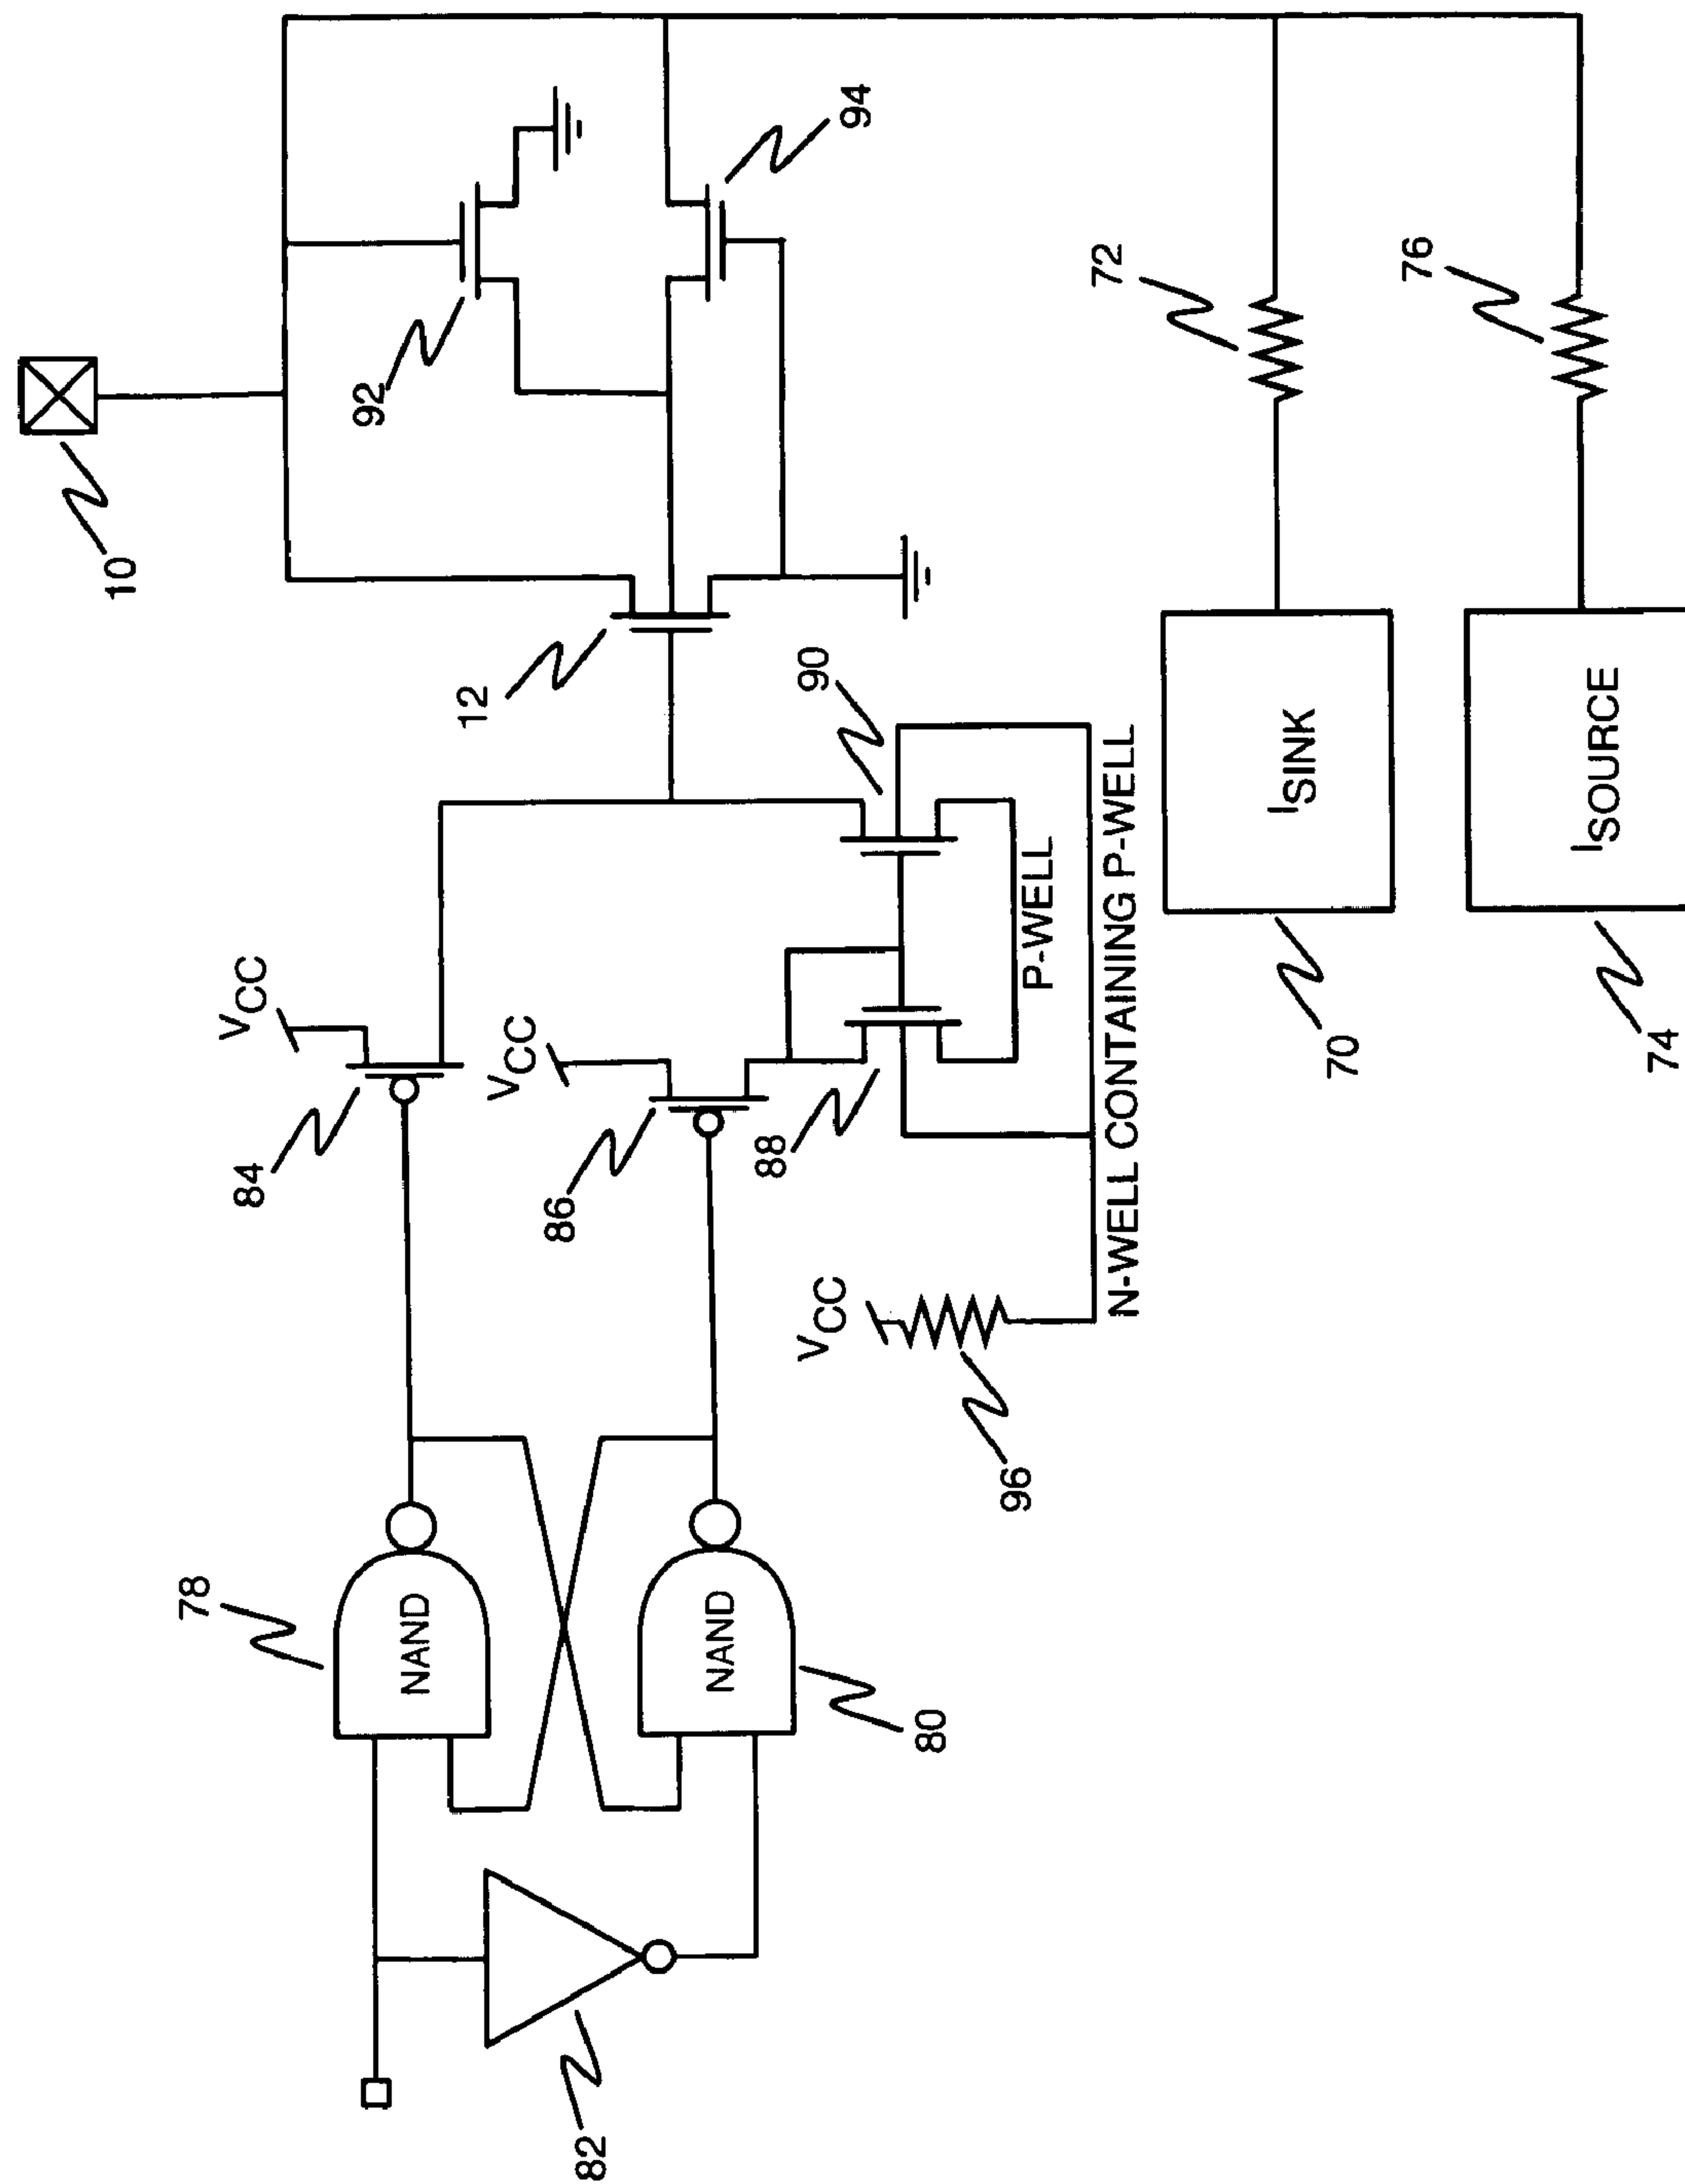 10
92
94
12
72
76
90
P-WELL
N-WELL CONTAINING P-WELL
ISINK
ISOURCE
70
74
VCC
84
VCC
86
88
VCC
96
78
NAND
NAND
80
82